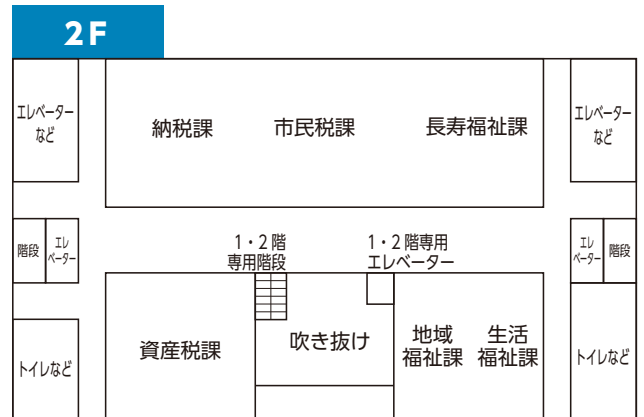 2F
エレベーター
など
納税課
市民税課
長寿福祉課
エレベーター
など
階段
エレ
ベーター
1・2階
専用階段
1・2階専用
エレベーター
エレ
ベーター
階段
トイレなど
資産税課
吹き抜け
地域
福祉課
生活
福祉課
トイレなど